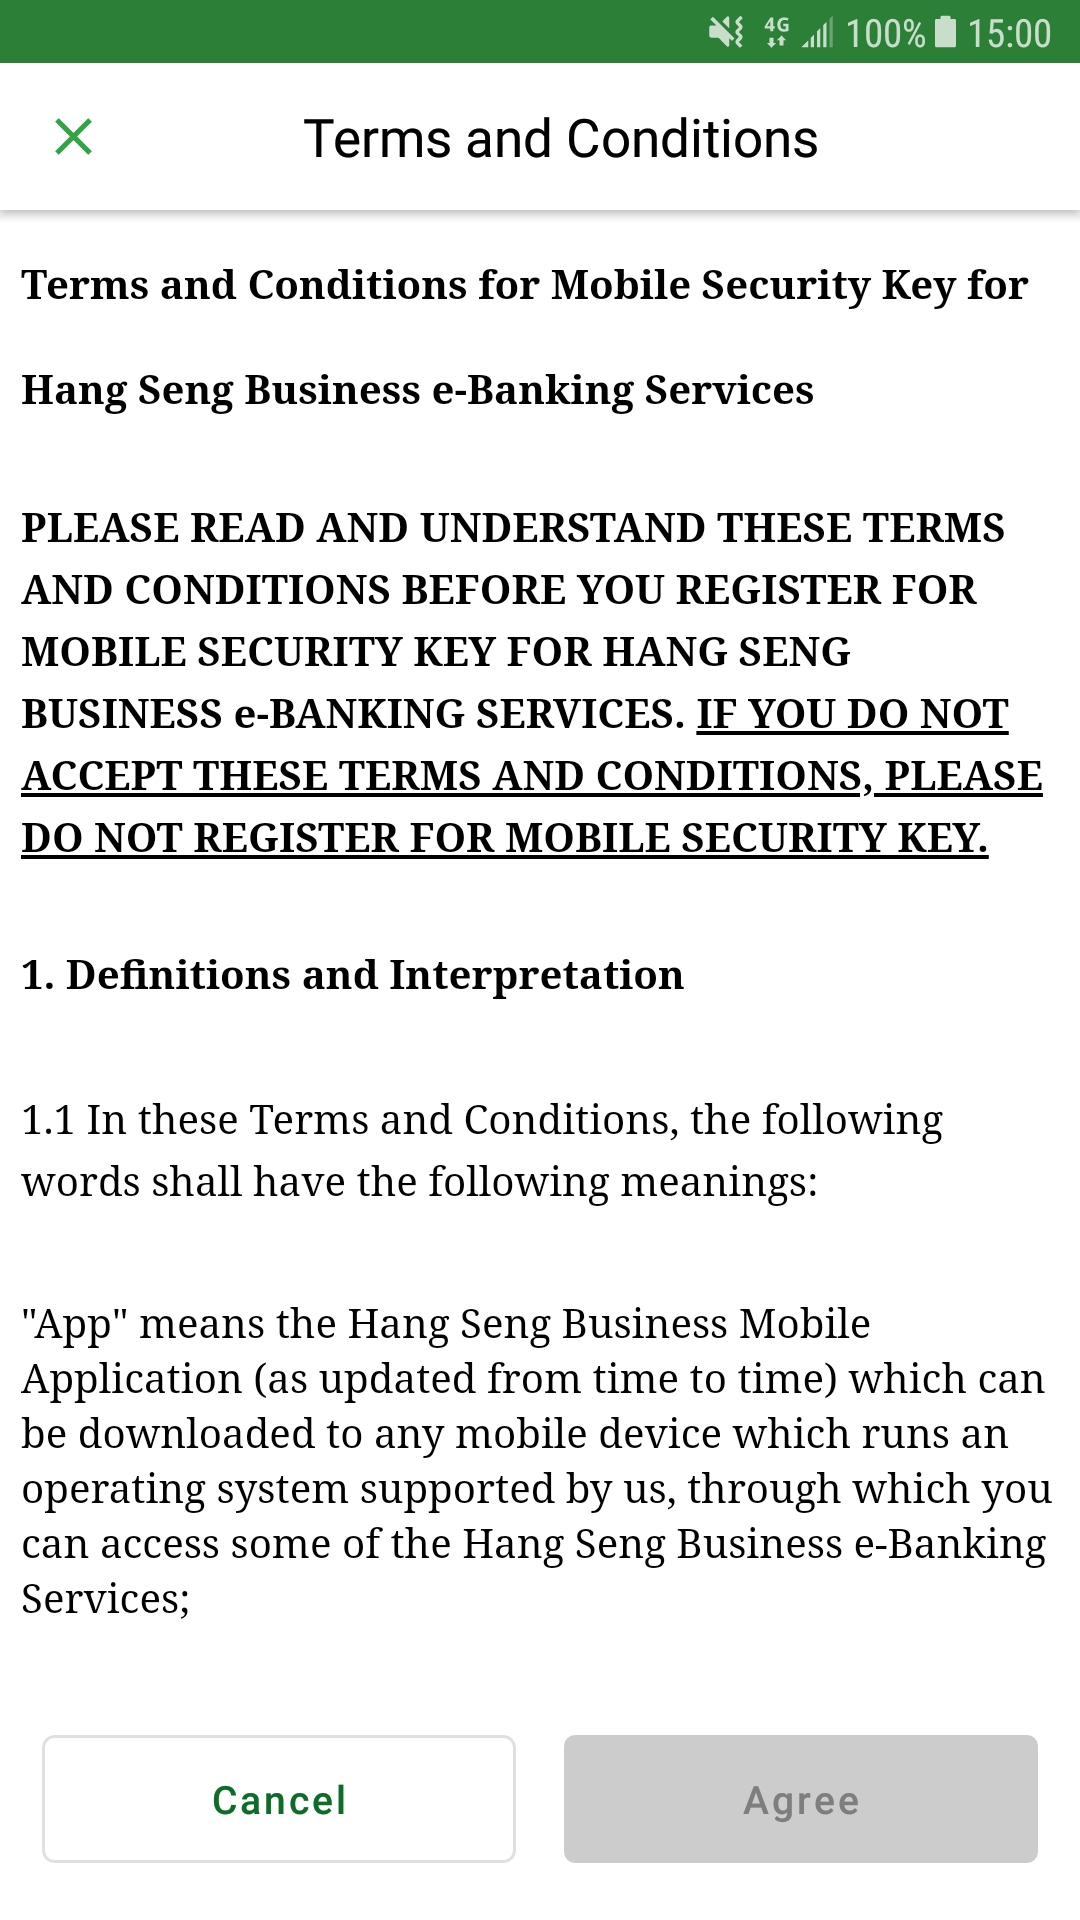 4G 100% 15:00
Terms and Conditions
Terms and Conditions for Mobile Security Key for
Hang Seng Business e-Banking Services
PLEASE READ AND UNDERSTAND THESE TERMS
AND CONDITIONS BEFORE YOU REGISTER FOR
MOBILE SECURITY KEY FOR HANG SENG
BUSINESS e-BANKING SERVICES. IF YOU DO NOT
ACCEPT THESE TERMS AND CONDITIONS, PLEASE
DO NOT REGISTER FOR MOBILE SECURITY KEY.
1. Definitions and Interpretation
1.1 In these Terms and Conditions, the following
words shall have the following meanings:
"App" means the Hang Seng Business Mobile
Application (as updated from time to time) which can
be downloaded to any mobile device which runs an
operating system supported by us, through which you
can access some of the Hang Seng Business e-Banking
Services;
Cancel Agree